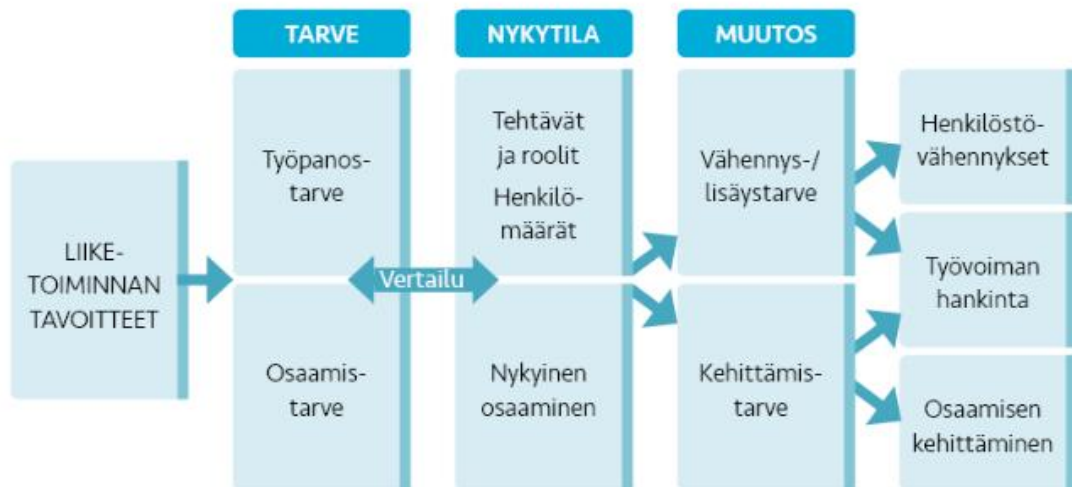 TARVE
NYKYTILA
MUUTOS
LIIKE-
TOIMINNAN
TAVOITTEET
Työpanos-
tarve
Osaamis-
tarve
Vertailu
Tehtävät
ja roolit
Henkilö-
määrät
Nykyinen
osaaminen
Vähennys-/
lisäystarve
Kehittämis-
tarve
Henkilöstö-
vähennykset
Työvoiman
hankinta
Osaamisen
kehittäminen